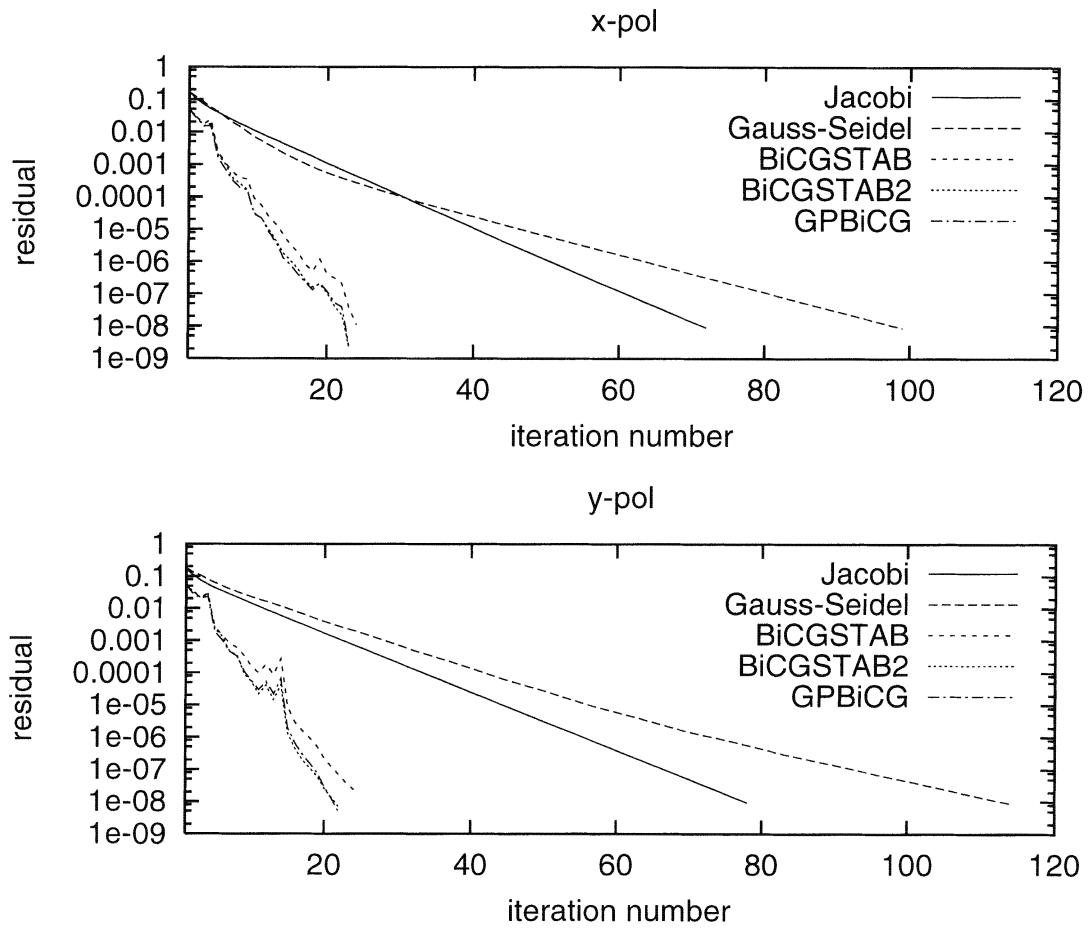 x-pol
1
0.1
0.01
0.001
0.0001
1e-05
1e-06
1e-07
1e-08
1e-09
residual
Jacobi
Gauss-Seidel
BiCGSTAB
BiCGSTAB2
GPBiCG
20 40 60 80 100 120
iteration number
y-pol
1
0.1
0.01
0.001
0.0001
1e-05
1e-06
1e-07
1e-08
1e-09
residual
Jacobi
Gauss-Seidel
BiCGSTAB
BiCGSTAB2
GPBiCG
20 40 60 80 100 120
iteration number